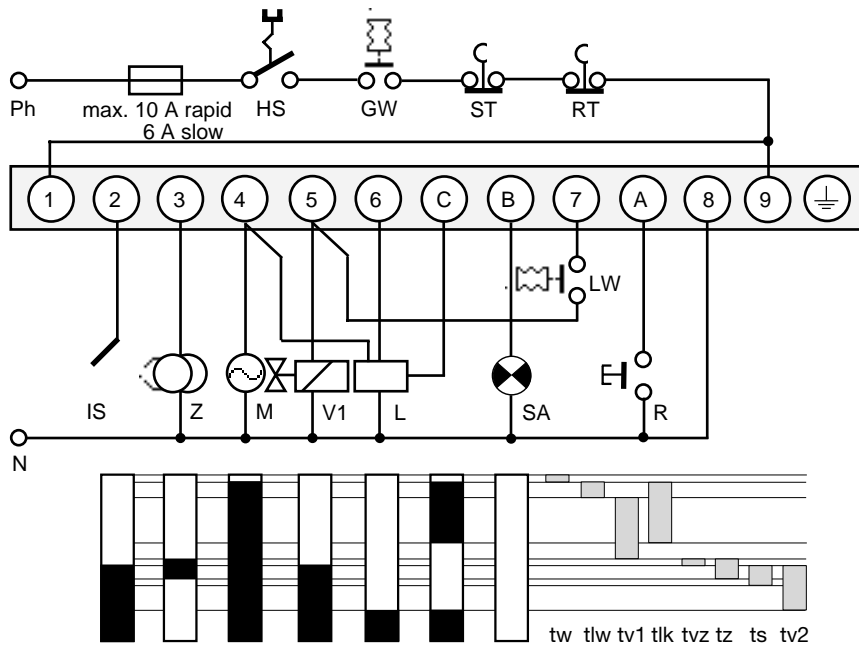 Ph
max. 10 A rapid
6 A slow
HS
GW
ST
RT
1 2 3 4 5 6 C B 7 A 8 9
LW
IS
Z
M
V1
L
SA
R
N
tw tlw tv1 tlk tvz tz ts tv2